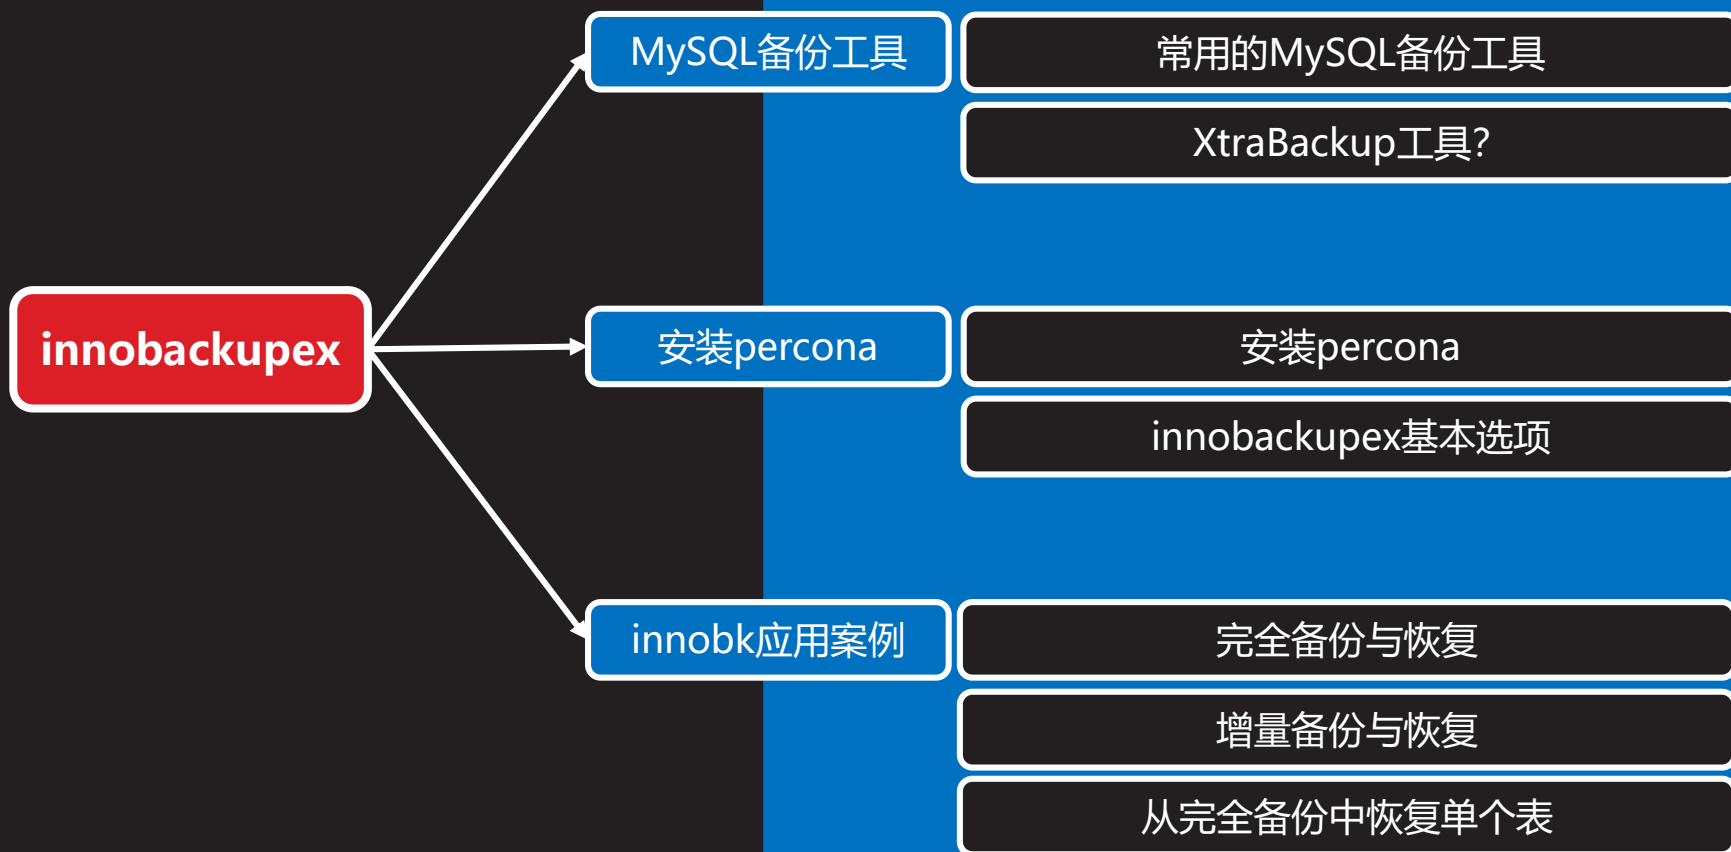 innobackupex
MySQL备份工具
常用的MySQL备份工具
XtraBackup工具?
安装percona
安装percona
innobackupex基本选项
innobk应用案例
完全备份与恢复
增量备份与恢复
从完全备份中恢复单个表